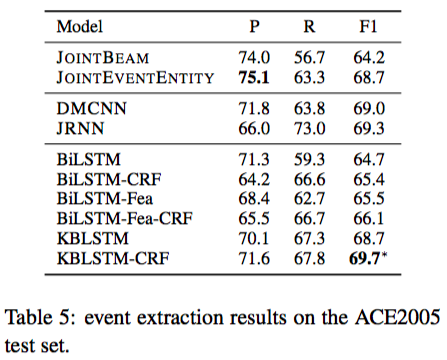 Model P R F1
JOINTBEAM 74.0 56.7 64.2
JOINTEVENTENTITY 75.1 63.3 68.7
DMCNN 71.8 63.8 69.0
JRNN 66.0 73.0 69.3
BiLSTM 71.3 59.3 64.7
BiLSTM-CRF 64.2 66.6 65.4
BiLSTM-Fea 68.4 62.7 65.5
BiLSTM-Fea-CRF 65.5 66.7 66.1
KBLSTM 70.1 67.3 68.7
KBLSTM-CRF 71.6 67.8 69.7*
Table 5: event extraction results on the ACE2005
test set.